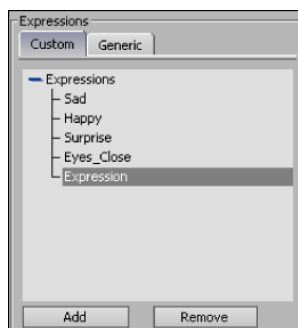 Expressions
Custom Generic
Expressions
Sad
Happy
Surprise
Eyes_Close
Expression
Add Remove